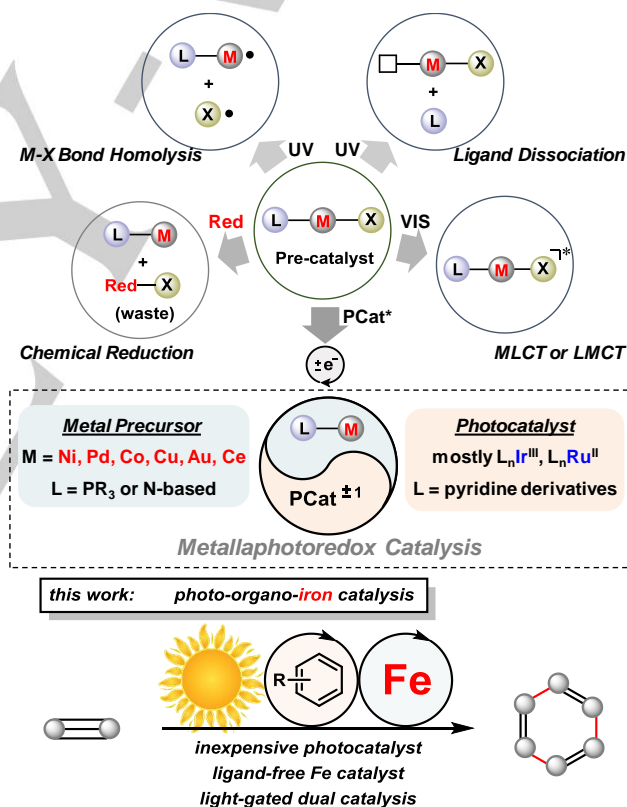 L M •
+
X •
M-X Bond Homolysis
M X
+
L
Ligand Dissociation
UV UV
Red
L M X
Pre-catalyst
VIS
L M
+
Red X
(waste)
Chemical Reduction
L M X *
MLCT or LMCT
PCat*
±e⁻
Metal Precursor
M = Ni, Pd, Co, Cu, Au, Ce
L = PR₃ or N-based
L M
PCat ±1
Photocatalyst
mostly LₙIrᴵᴵᴵ, LₙRuᴵᴵ
L = pyridine derivatives
Metallaphotoredox Catalysis
this work: photo-organo-iron catalysis
R
Fe
inexpensive photocatalyst
ligand-free Fe catalyst
light-gated dual catalysis